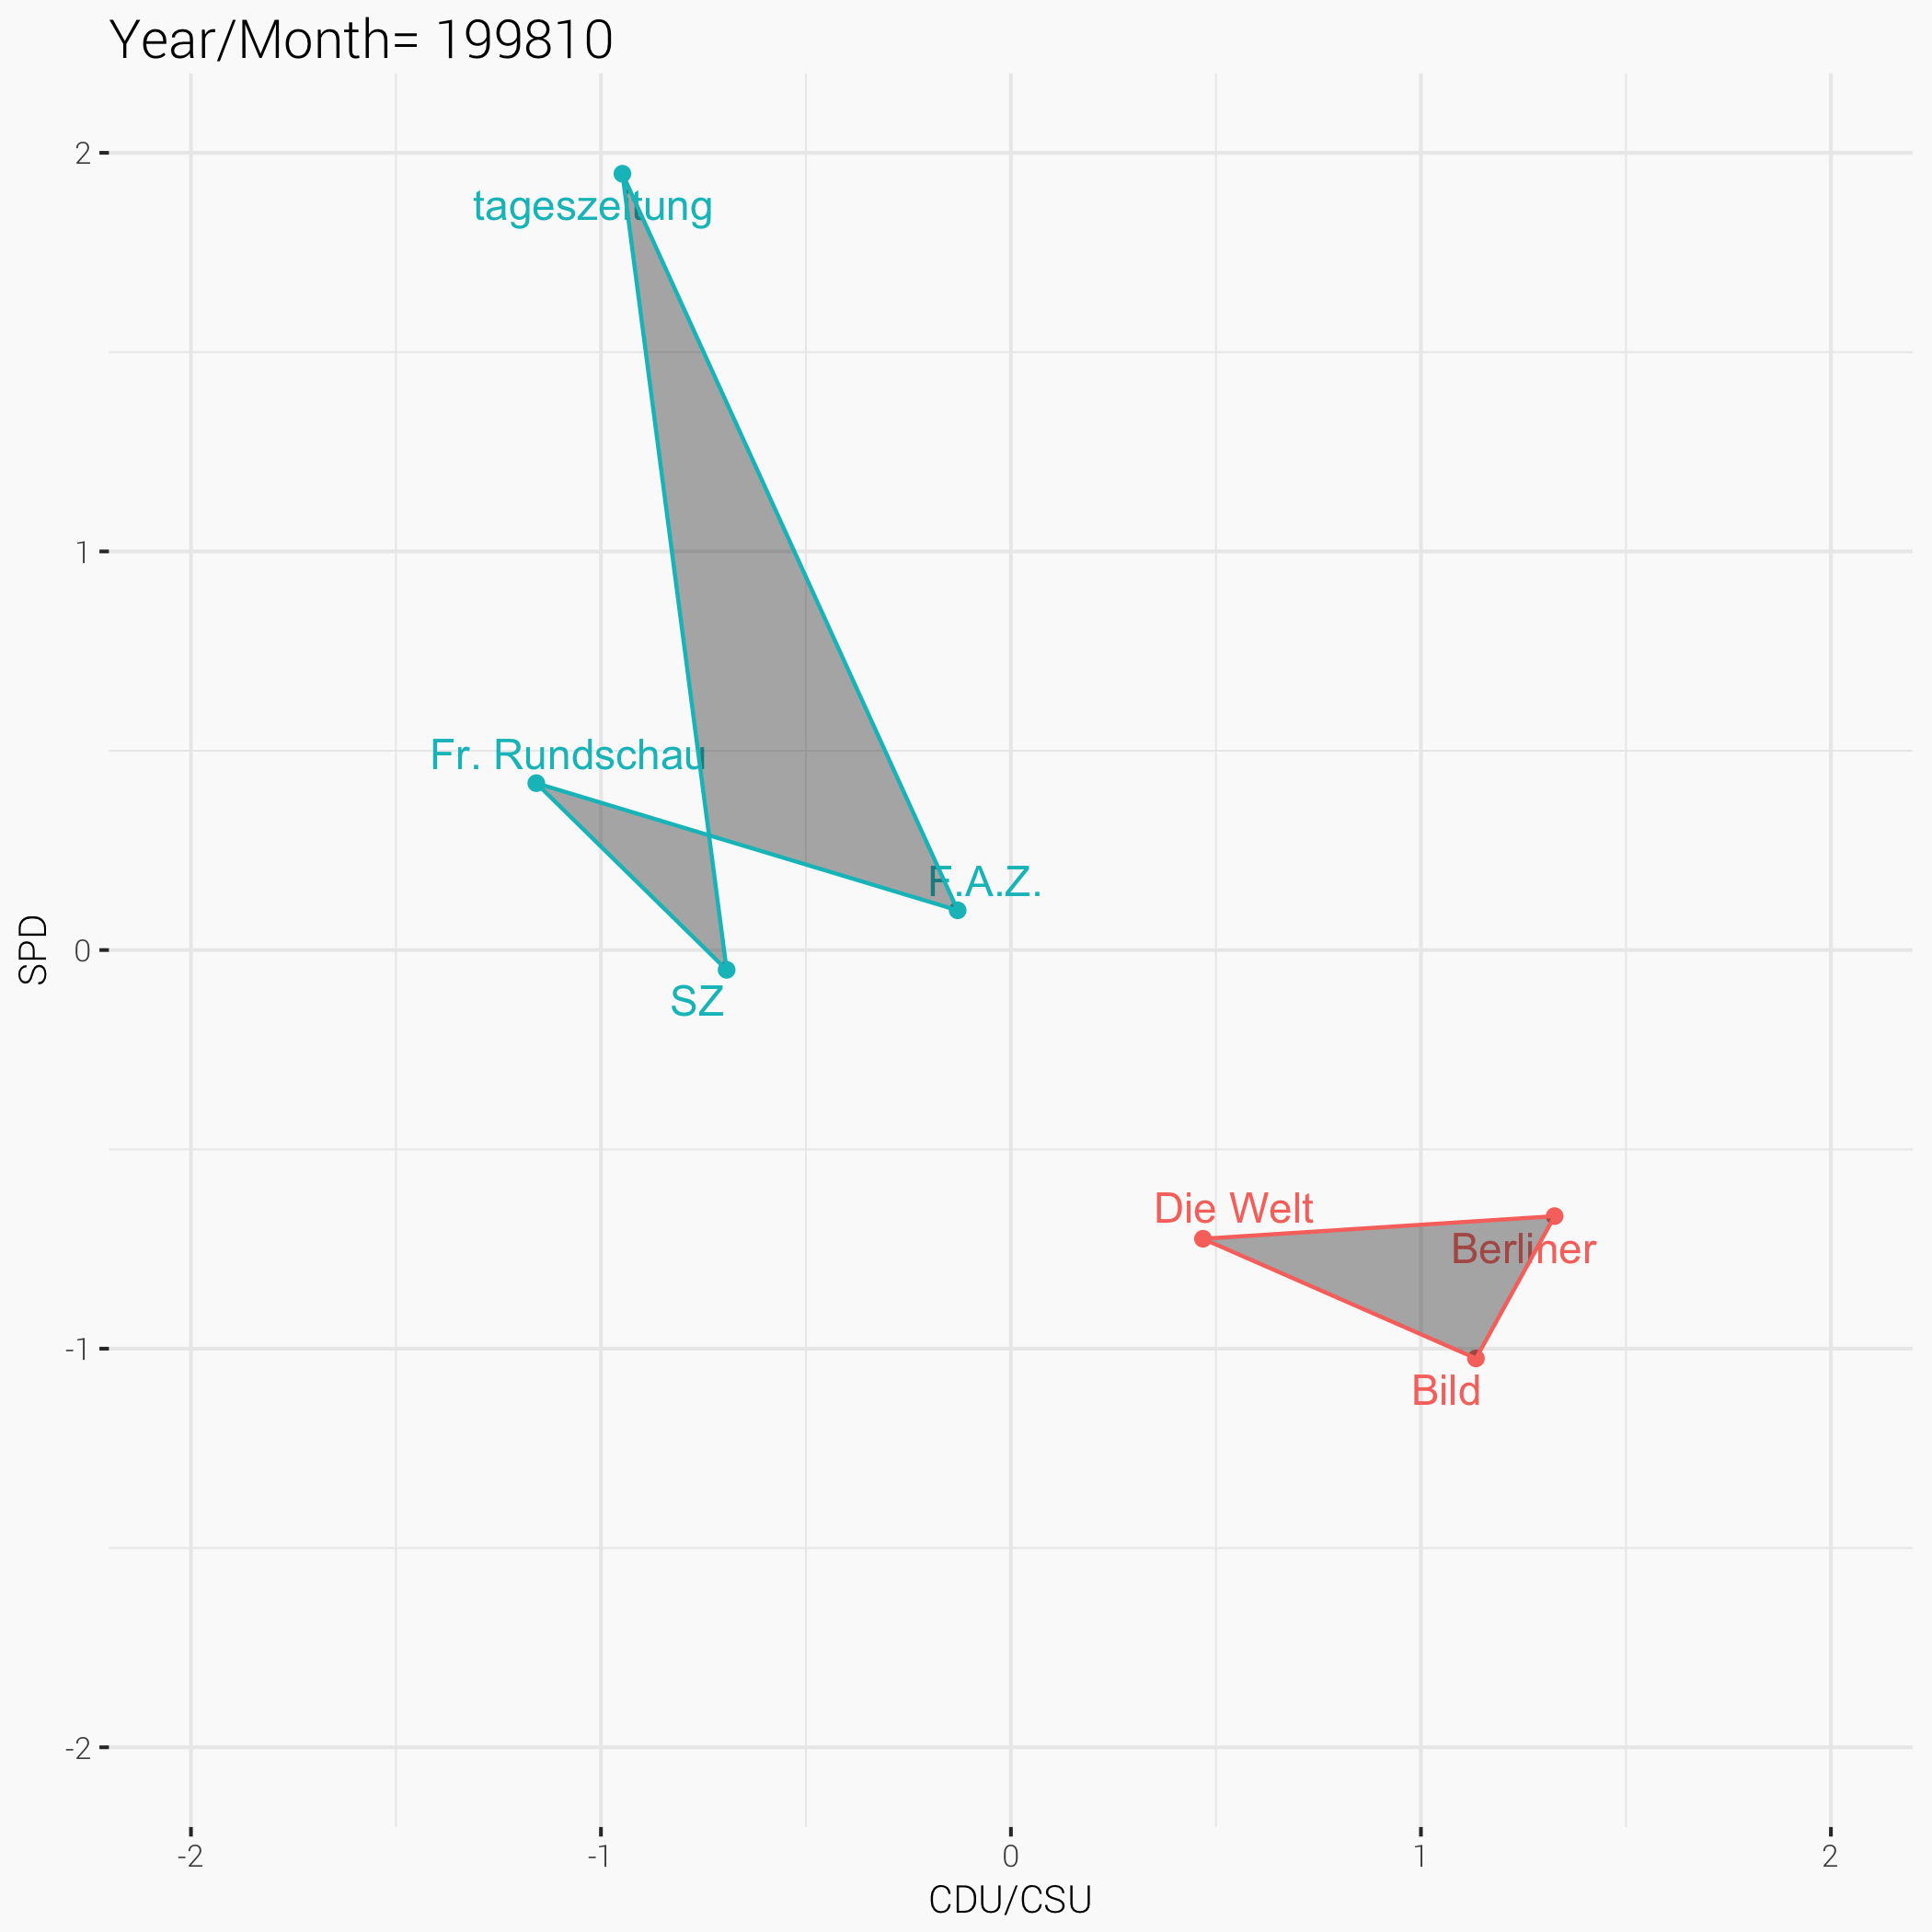 Year/Month= 199810
2
tageszeitung
1
Fr. Rundschau
F.A.Z.
0
SPD
SZ
Die Welt
Berliner
-1
Bild
-2
-2 -1 0 1 2
CDU/CSU